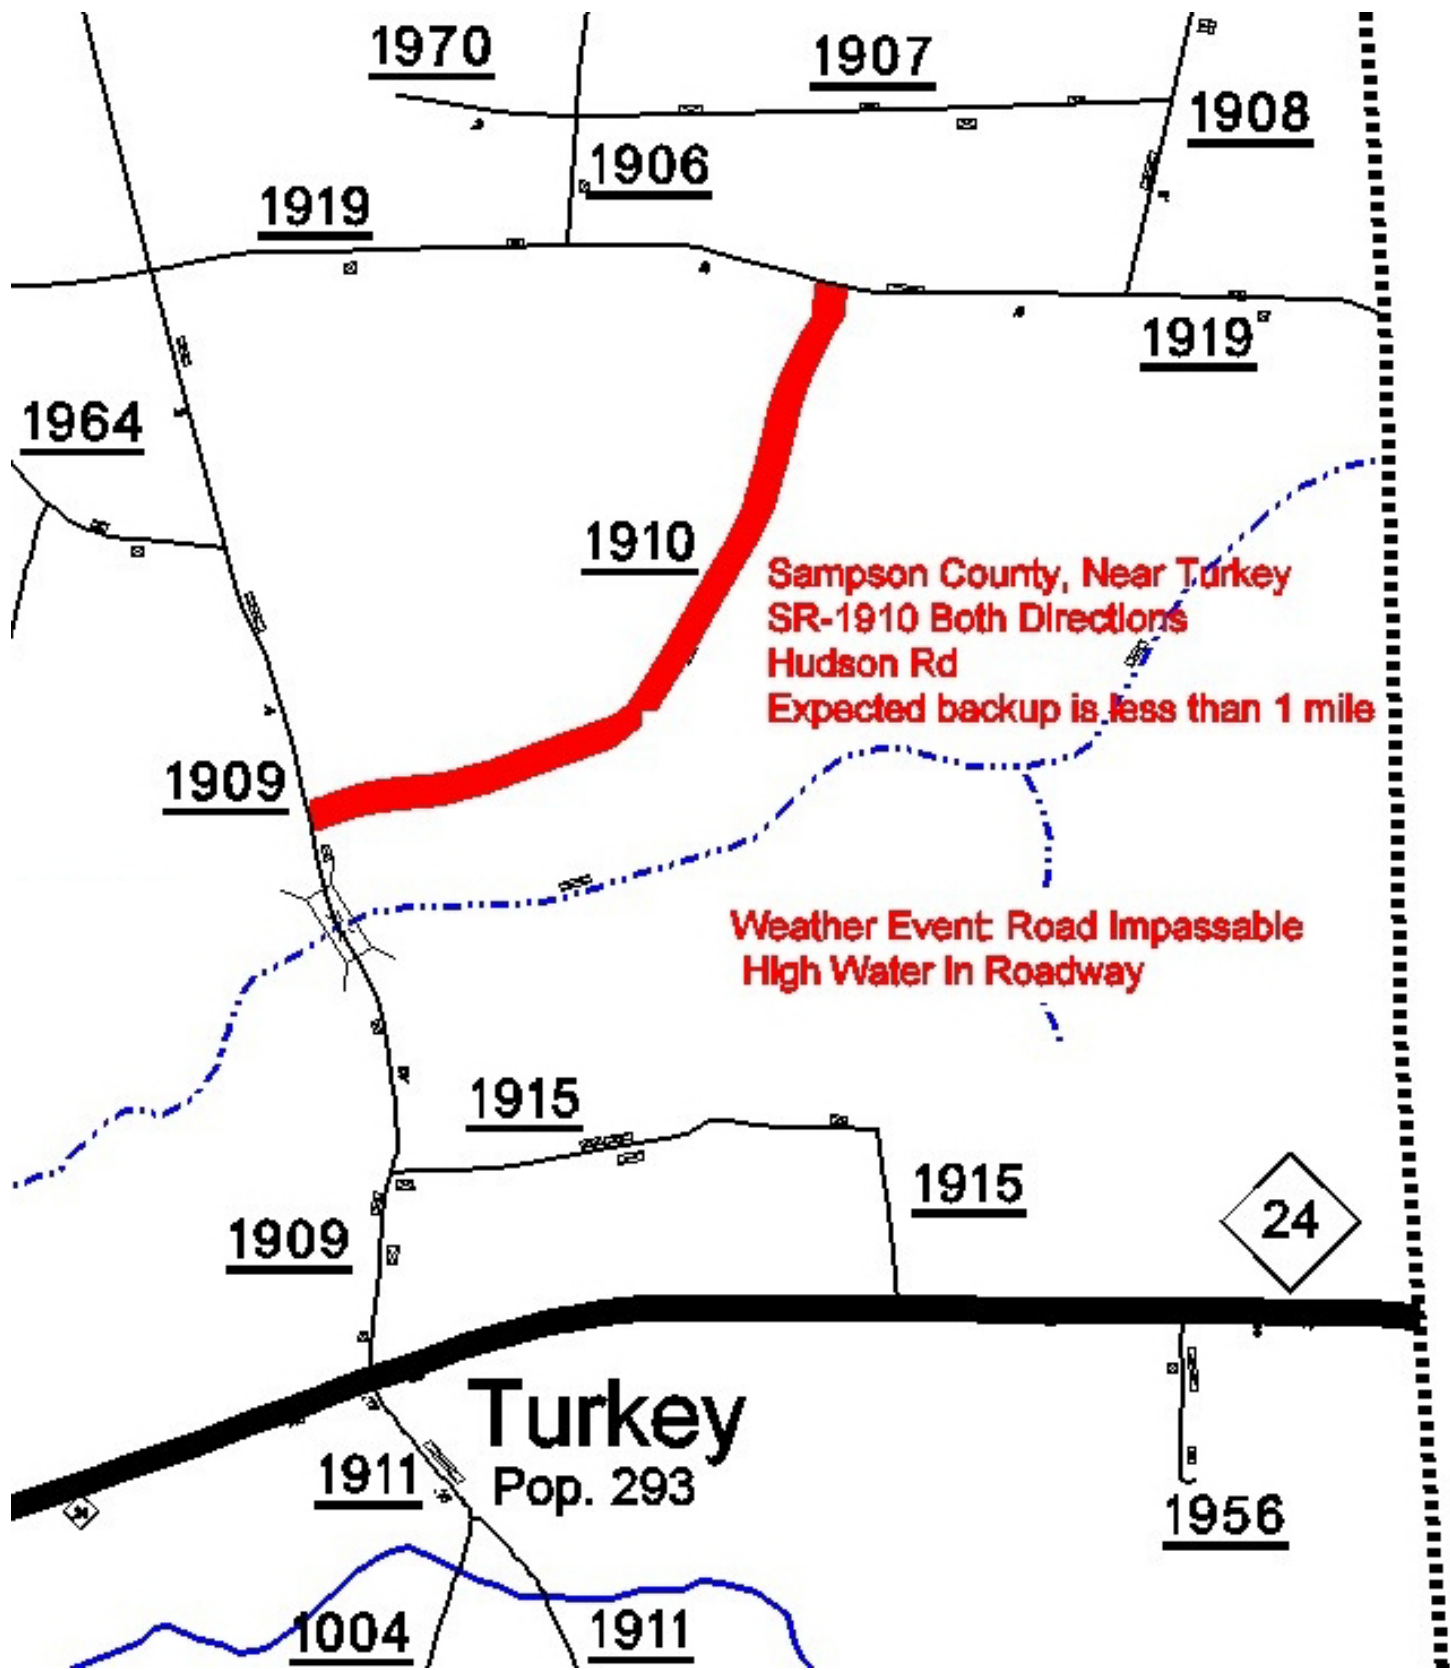 1970
1907
1908
1906
1919
1919
1964
1910
Sampson County, Near Turkey
SR-1910 Both Directions
Hudson Rd
Expected backup is less than 1 mile
1909
Weather Event: Road Impassable
High Water in Roadway
1915
1915
24
1909
Turkey
Pop. 293
1911
1956
1004
1911